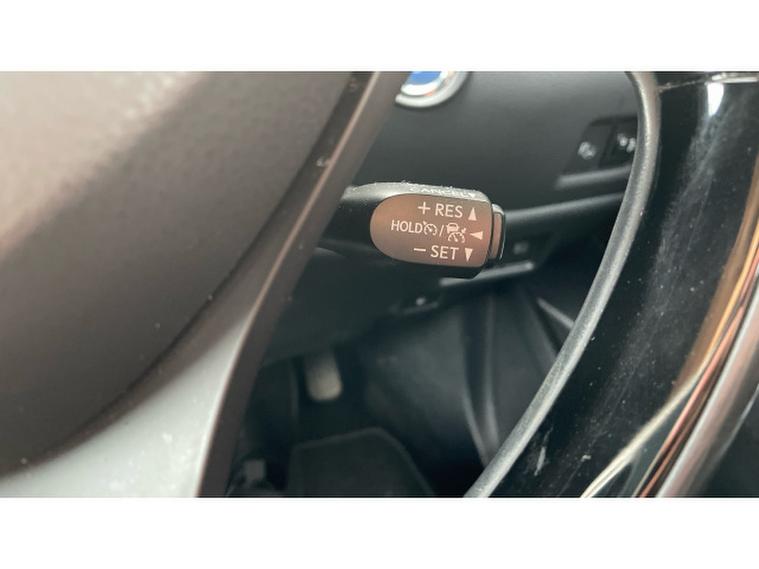 CANCEL▼
+ RES ▲
HOLD / ◄
− SET ▼